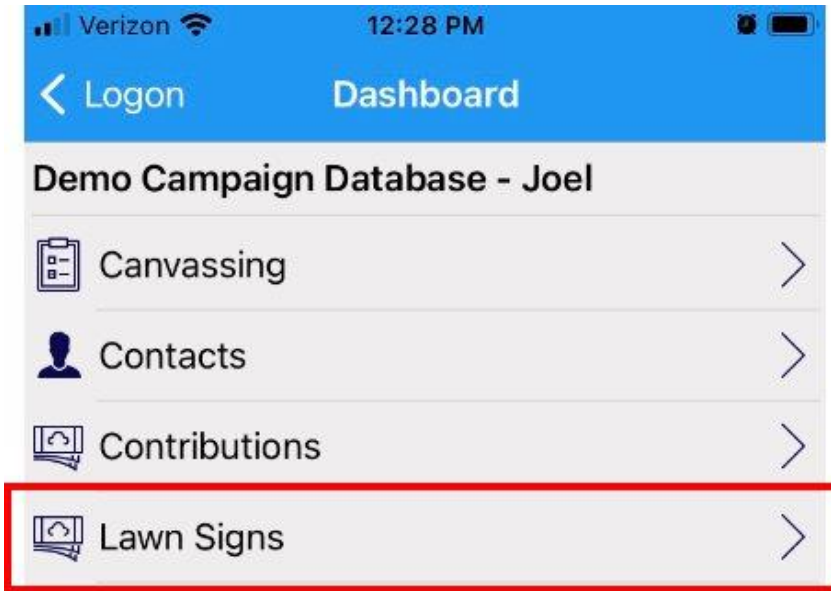 Verizon 12:28 PM
Logon Dashboard
Demo Campaign Database - Joel
Canvassing
Contacts
Contributions
Lawn Signs